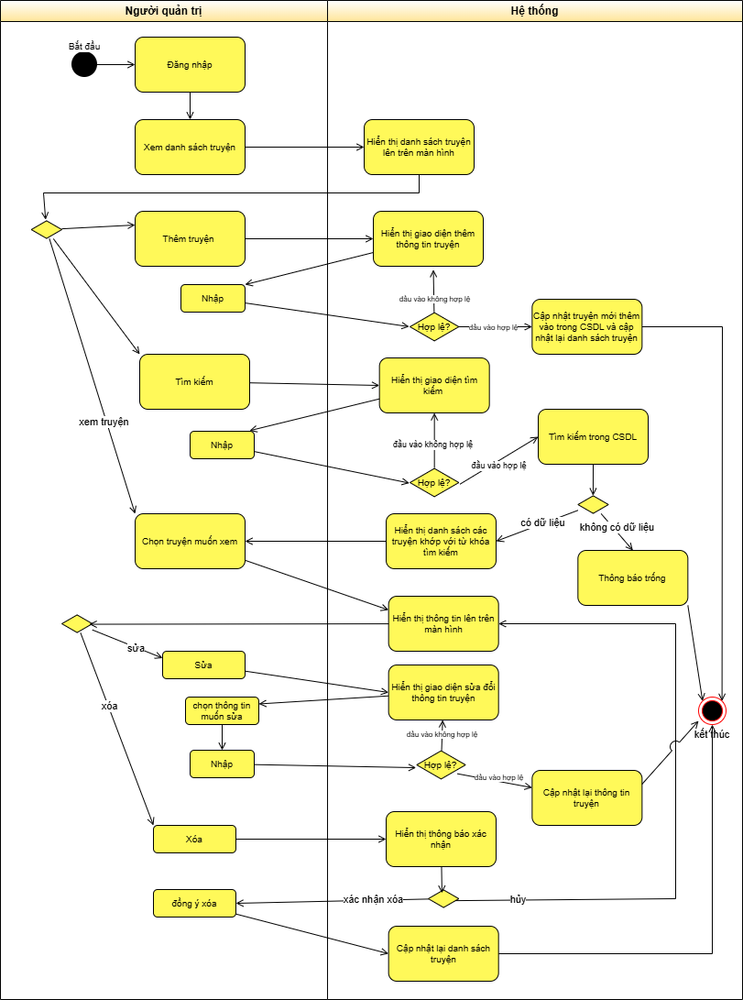 Người quản trị
Hệ thống
Bắt đầu
Đăng nhập
Xem danh sách truyện
Hiển thị danh sách truyện
lên trên màn hình
Thêm truyện
Hiển thị giao diện thêm
thông tin truyện
Nhập
đầu vào không hợp lệ
Hợp lệ?
đầu vào hợp lệ
Cập nhật truyện mới thêm
vào trong CSDL và cập
nhật lại danh sách truyện
Tìm kiếm
Hiển thị giao diện tìm
kiếm
xem truyện
Nhập
đầu vào không hợp lệ
Hợp lệ?
đầu vào hợp lệ
Tìm kiếm trong CSDL
có dữ liệu
không có dữ liệu
Chọn truyện muốn xem
Hiển thị danh sách các
truyện khớp với từ khóa
tìm kiếm
Thông báo trống
Hiển thị thông tin lên trên
màn hình
sửa
Sửa
Hiển thị giao diện sửa đổi
thông tin truyện
xóa
chọn thông tin
muốn sửa
đầu vào không hợp lệ
kết thúc
Nhập
Hợp lệ?
đầu vào hợp lệ
Cập nhật lại thông tin
truyện
Xóa
Hiển thị thông báo xác
nhận
đồng ý xóa
xác nhận xóa
hủy
Cập nhật lại danh sách
truyện